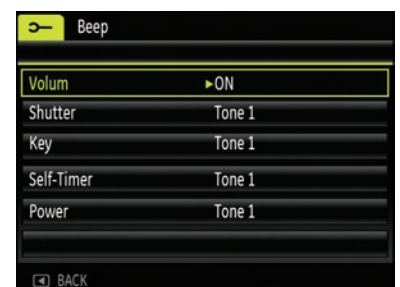 Beep
Volum ►ON
Shutter Tone 1
Key Tone 1
Self-Timer Tone 1
Power Tone 1
◄ BACK